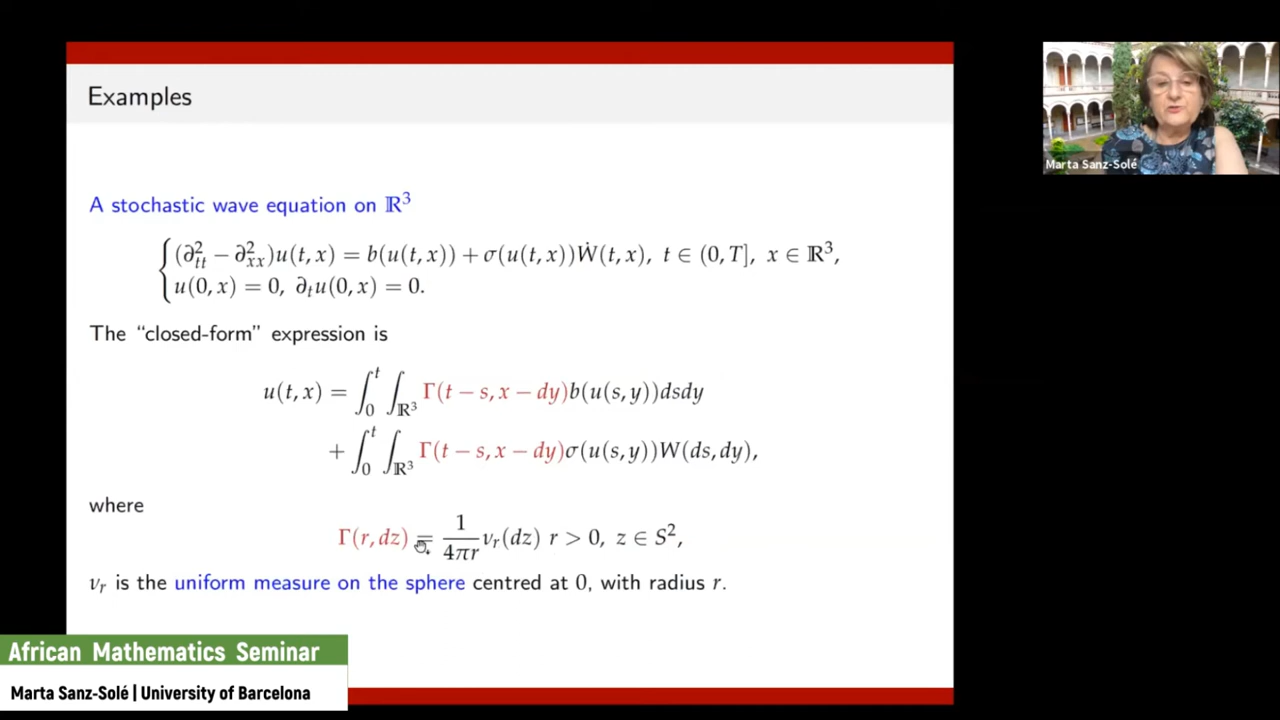 Examples
A stochastic wave equation on ℝ³
(∂²ₜₜ − ∂²ₓₓ)u(t, x) = b(u(t, x)) + σ(u(t, x))Ẇ(t, x), t ∈ (0, T], x ∈ ℝ³,
u(0, x) = 0, ∂ₜu(0, x) = 0.
The “closed-form” expression is
u(t, x) = ∫₀ᵗ ∫_ℝ³ Γ(t − s, x − dy)b(u(s, y))dsdy
+ ∫₀ᵗ ∫_ℝ³ Γ(t − s, x − dy)σ(u(s, y))W(ds, dy),
where
Γ(r, dz) = 1/(4πr) νᵣ(dz) r > 0, z ∈ S²,
νᵣ is the uniform measure on the sphere centred at 0, with radius r.
Marta Sanz-Solé
African Mathematics Seminar
Marta Sanz-Solé | University of Barcelona